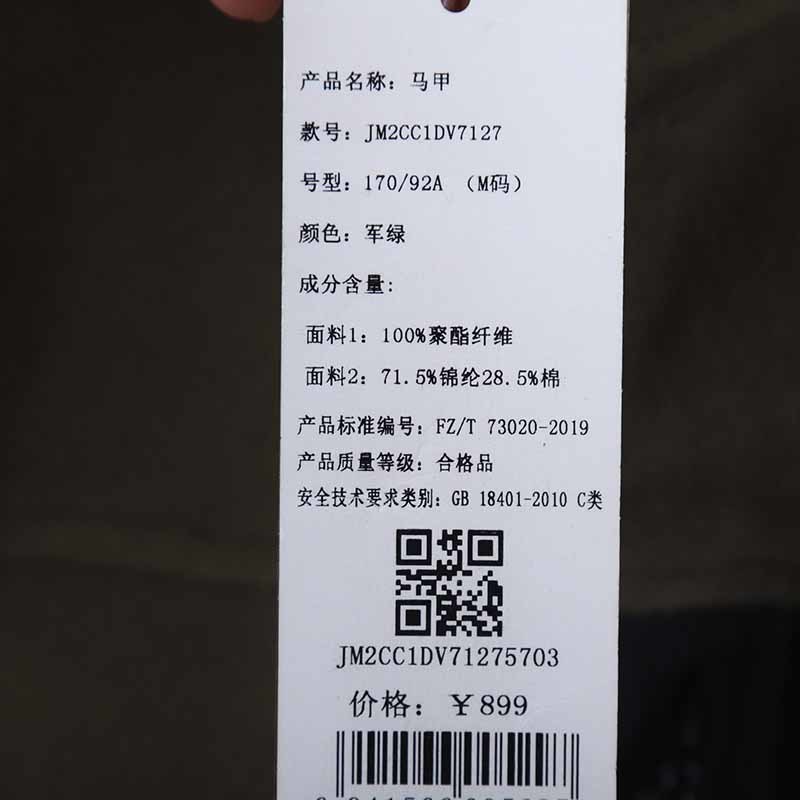 产品名称：马甲
款号：JM2CC1DV7127
号型：170/92A （M码）
颜色：军绿
成分含量：
面料1：100%聚酯纤维
面料2：71.5%锦纶28.5%棉
产品标准编号：FZ/T 73020-2019
产品质量等级：合格品
安全技术要求类别：GB 18401-2010 C类
JM2CC1DV71275703
价格：￥899